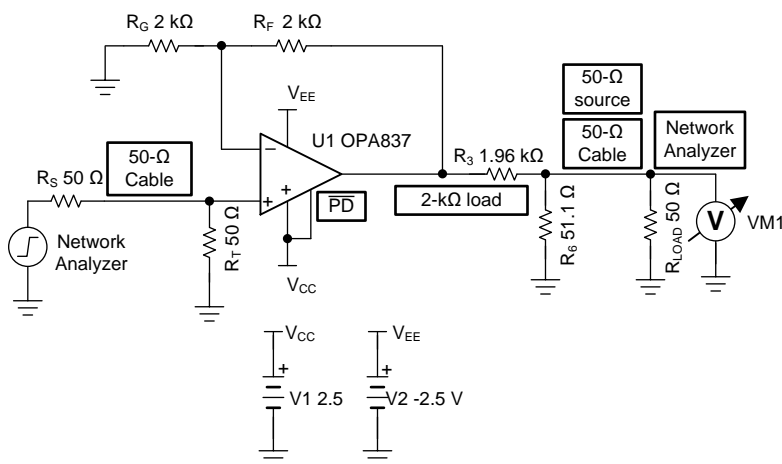 R_G 2 kΩ
R_F 2 kΩ
V_EE
U1 OPA837
50-Ω
source
50-Ω
Cable
Network
Analyzer
R_S 50 Ω
50-Ω
Cable
R_3 1.96 kΩ
−
+
+
PD
2-kΩ load
V
VM1
Network
Analyzer
R_T 50 Ω
R_6 51.1 Ω
R_LOAD 50 Ω
V_CC
V_CC
V_EE
+
+
V1 2.5
V2 -2.5 V